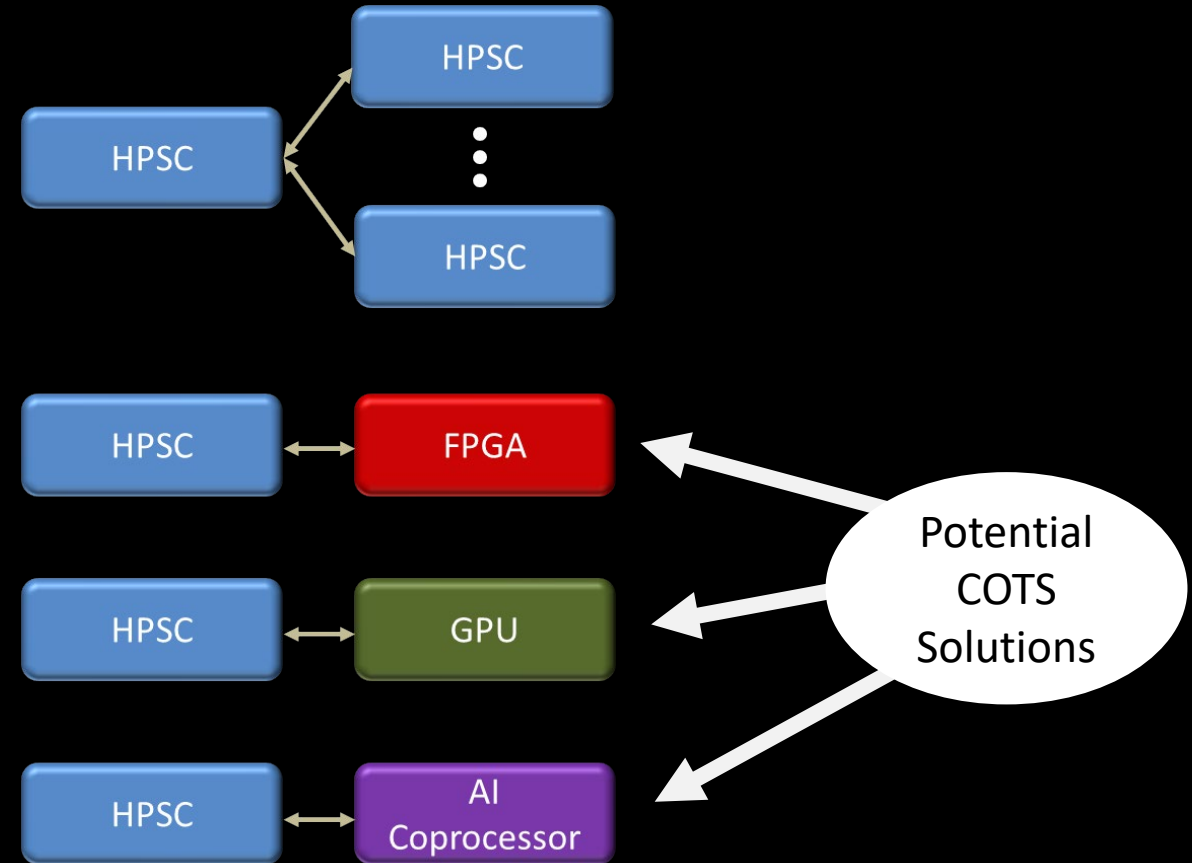 HPSC
HPSC
HPSC
HPSC
FPGA
HPSC
GPU
HPSC
AI
Coprocessor
Potential
COTS
Solutions